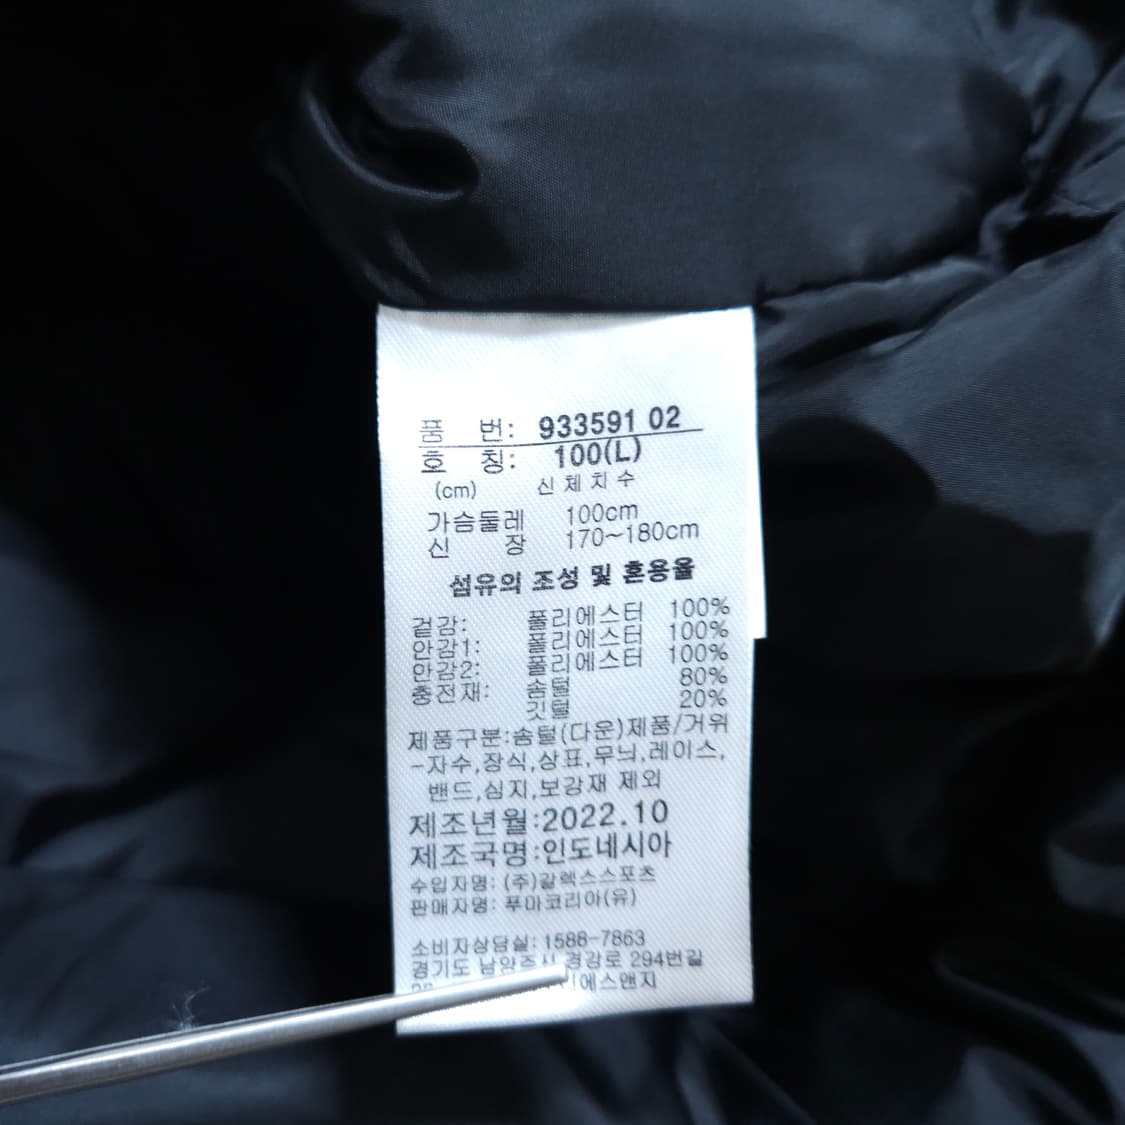 품 번: 933591 02
호 칭: 100(L)
(cm) 신체치수
가슴둘레 100cm
신 장 170~180cm
섬유의 조성 및 혼용율
겉감: 폴리에스터 100%
안감1: 폴리에스터 100%
안감2: 폴리에스터 100%
충전재: 솜털 80%
깃털 20%
제품구분:솜털(다운)제품/거위
-자수,장식,상표,무늬,레이스,
밴드,심지,보강재 제외
제조년월:2022.10
제조국명:인도네시아
수입자명: (주)갈렉스스포츠
판매자명: 푸마코리아(유)
소비자상담실: 1588-7863
경기도 남양주시 경강로 294번길
에스앤지